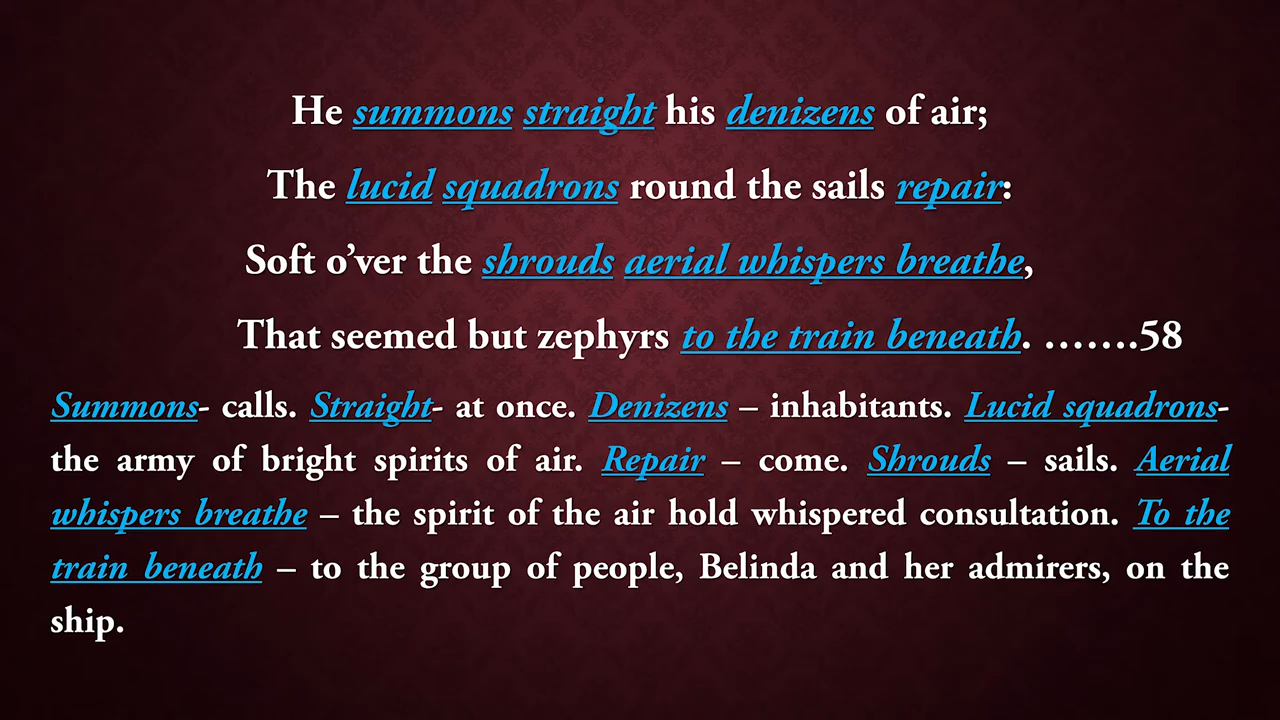 He summons straight his denizens of air;
The lucid squadrons round the sails repair:
Soft o’ver the shrouds aerial whispers breathe,
That seemed but zephyrs to the train beneath. …….58
Summons- calls. Straight- at once. Denizens – inhabitants. Lucid squadrons-
the army of bright spirits of air. Repair – come. Shrouds – sails. Aerial
whispers breathe – the spirit of the air hold whispered consultation. To the
train beneath – to the group of people, Belinda and her admirers, on the
ship.